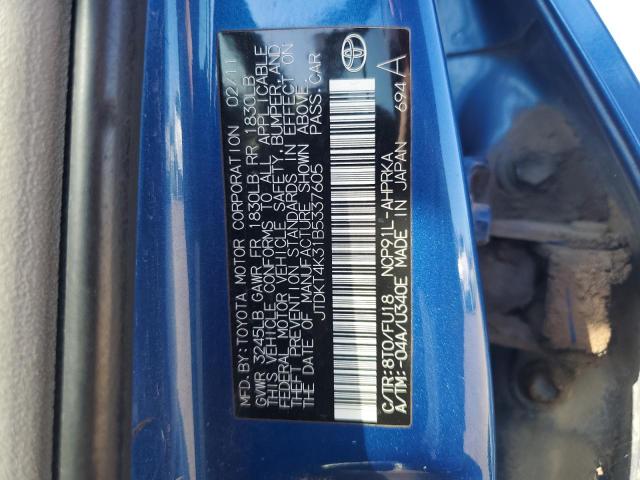 MFD. BY: TOYOTA MOTOR CORPORATION 02/11
GVWR 3245LB GAWR FR 1830LB RR 1830LB
THIS VEHICLE CONFORMS TO ALL APPLICABLE
FEDERAL MOTOR VEHICLE SAFETY, BUMPER, AND
THEFT PREVENTION STANDARDS IN EFFECT ON
THE DATE OF MANUFACTURE SHOWN ABOVE.
JTDKT4K31B5337605 PASS. CAR
C/TR: 8T0/FU18 NCP91L-AHPRKA
A/TM: -04A/U340E MADE IN JAPAN 694 A